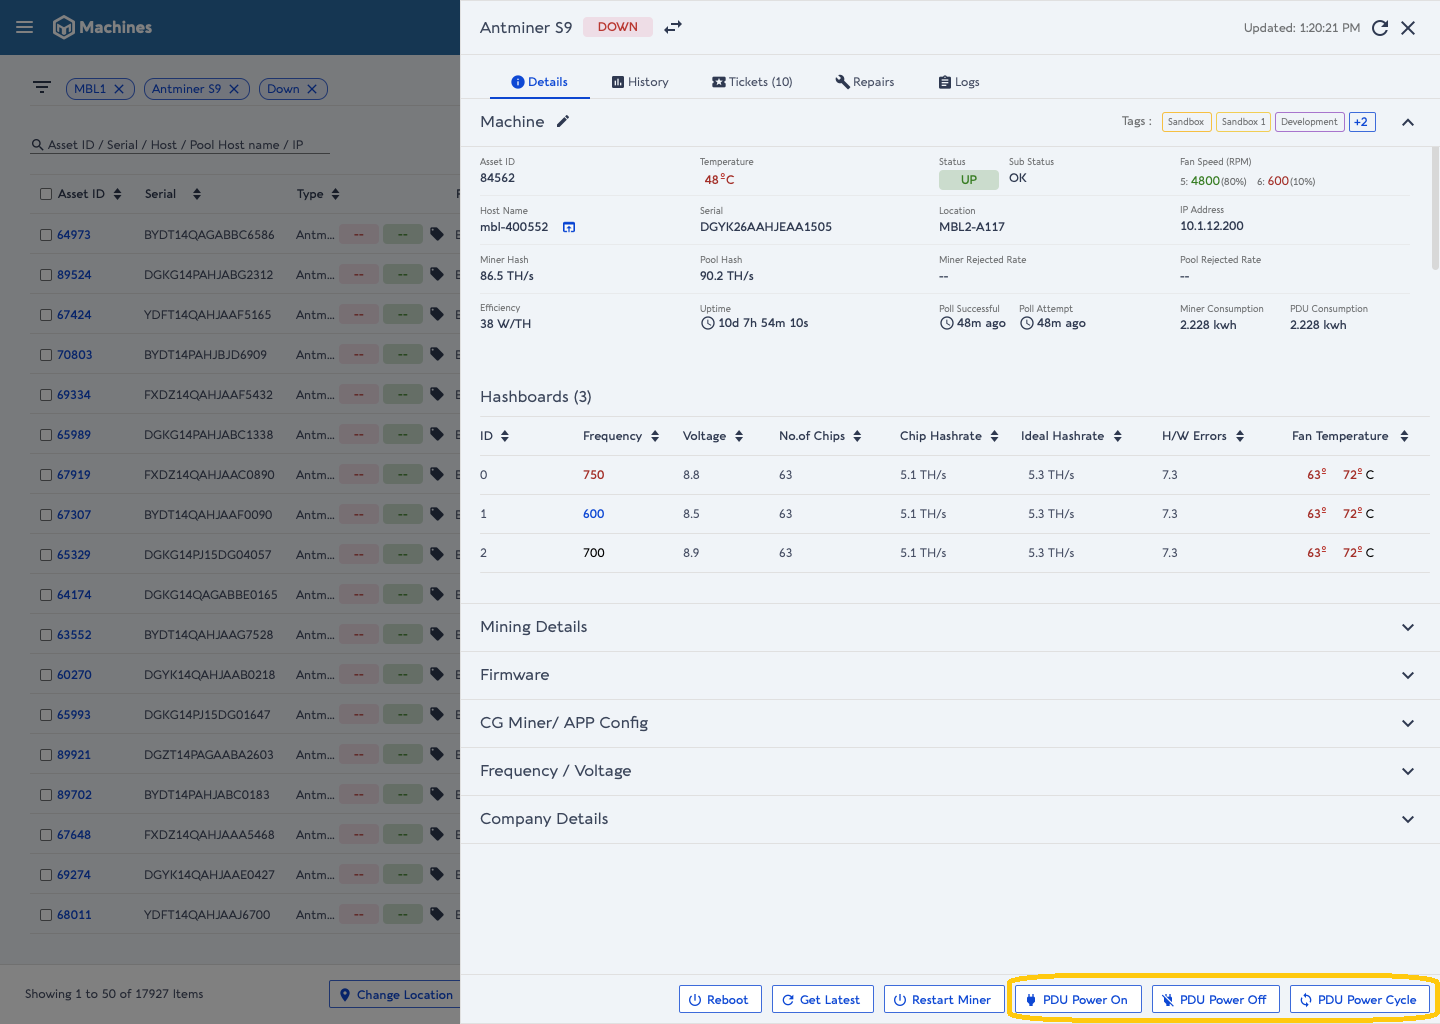 Machines
MBL1
Antminer S9
Down
Asset ID / Serial / Host / Pool Host name / IP
Asset ID Serial Type
64973 BYDT14QAGABBC6586 Antm... -- --
89524 DGKG14PAHJABG2312 Antm... -- --
67424 YDFT14QAHJAAF5165 Antm... -- --
70803 BYDT14PAHJBJD6909 Antm... -- --
69334 FXDZ14QAHJAAF5432 Antm... -- --
65989 DGKG14PAHJABC1338 Antm... -- --
67919 FXDZ14QAHJAAC0890 Antm... -- --
67307 BYDT14QAHJAAF0090 Antm... -- --
65329 DGKG14PJ15DG04057 Antm... -- --
64174 DGKG14QAGABBE0165 Antm... -- --
63552 BYDT14QAHJAAG7528 Antm... -- --
60270 DGYK14QAHJAAB0218 Antm... -- --
65993 DGKG14PJ15DG01647 Antm... -- --
89921 DGZT14PAGAABA2603 Antm... -- --
89702 BYDT14PAHJABC0183 Antm... -- --
67648 FXDZ14QAHJAAA5468 Antm... -- --
69274 DGYK14QAHJAAE0427 Antm... -- --
68011 YDFT14QAHJAAJ6700 Antm... -- --
Showing 1 to 50 of 17927 Items
Change Location
Antminer S9 DOWN
Updated: 1:20:21 PM
Details History Tickets (10) Repairs Logs
Machine
Tags : Sandbox Sandbox 1 Development +2
Asset ID Temperature Status Sub Status Fan Speed (RPM)
84562 48°C UP OK 5: 4800(80%) 6: 600(10%)
Host Name Serial Location IP Address
mbl-400552 DGYK26AAHJEAA1505 MBL2-A117 10.1.12.200
Miner Hash Pool Hash Miner Rejected Rate Pool Rejected Rate
86.5 TH/s 90.2 TH/s -- --
Efficiency Uptime Poll Successful Poll Attempt Miner Consumption PDU Consumption
38 W/TH 10d 7h 54m 10s 48m ago 48m ago 2.228 kwh 2.228 kwh
Hashboards (3)
ID Frequency Voltage No.of Chips Chip Hashrate Ideal Hashrate H/W Errors Fan Temperature
0 750 8.8 63 5.1 TH/s 5.3 TH/s 7.3 63° 72° C
1 600 8.5 63 5.1 TH/s 5.3 TH/s 7.3 63° 72° C
2 700 8.9 63 5.1 TH/s 5.3 TH/s 7.3 63° 72° C
Mining Details
Firmware
CG Miner/ APP Config
Frequency / Voltage
Company Details
Reboot Get Latest Restart Miner PDU Power On PDU Power Off PDU Power Cycle